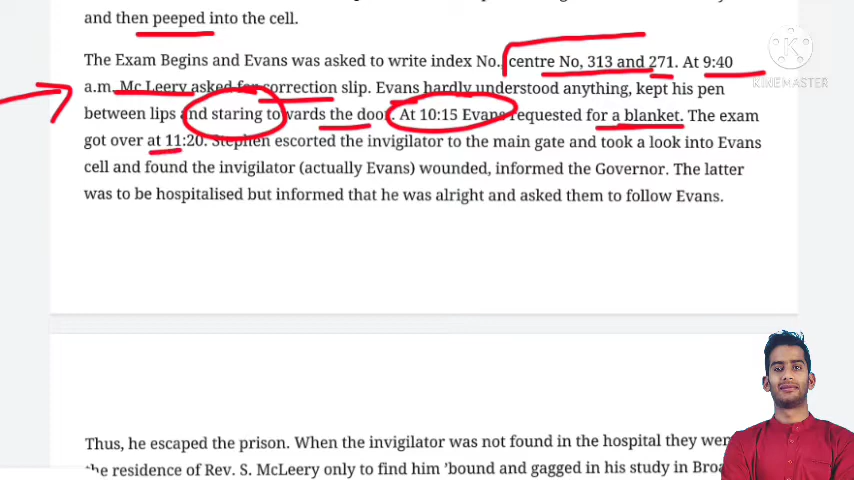 and then peeped into the cell.
KINEMASTER
The Exam Begins and Evans was asked to write index No., centre No, 313 and 271. At 9:40
a.m. Mc Leery asked for correction slip. Evans hardly understood anything, kept his pen
between lips and staring towards the door. At 10:15 Evans requested for a blanket. The exam
got over at 11:20. Stephen escorted the invigilator to the main gate and took a look into Evans
cell and found the invigilator (actually Evans) wounded, informed the Governor. The latter
was to be hospitalised but informed that he was alright and asked them to follow Evans.
Thus, he escaped the prison. When the invigilator was not found in the hospital they
the residence of Rev. S. McLeery only to find him 'bound and gagged in his study in